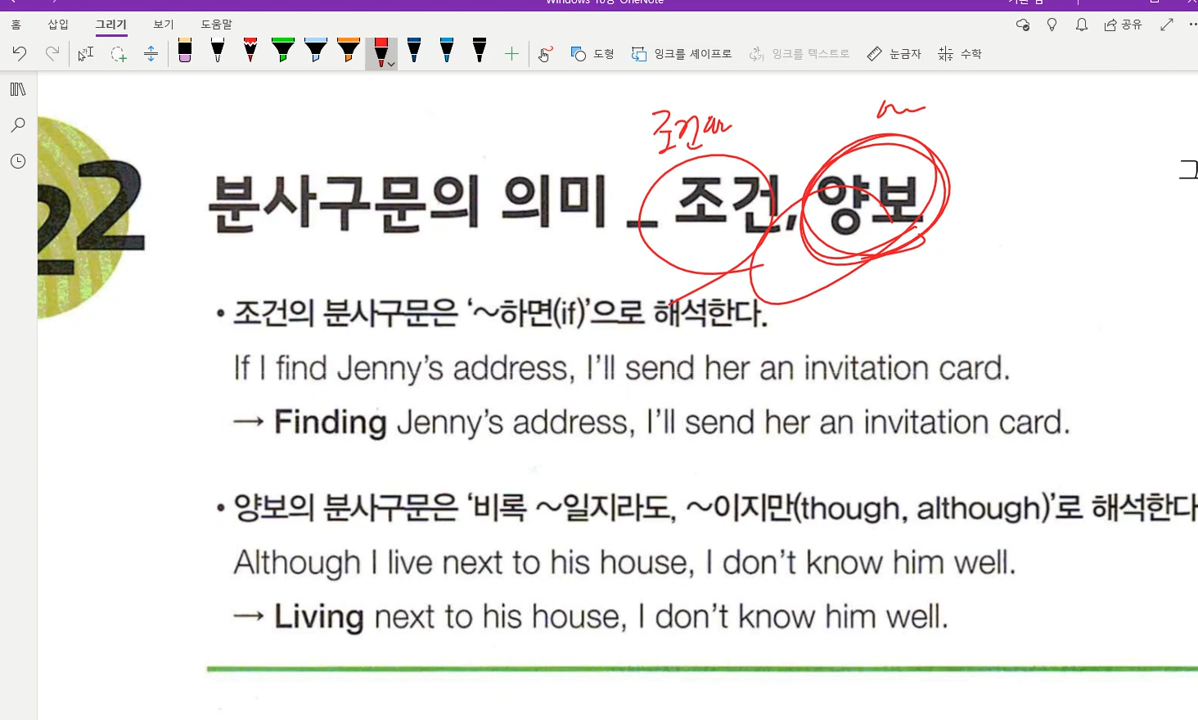 Windows 10용 OneNote
홈 삽입 그리기 보기 도움말
공유
도형 잉크를 셰이프로 잉크를 텍스트로 눈금자 수학
조건
22 분사구문의 의미 _ 조건, 양보
• 조건의 분사구문은 ‘~하면(if)’으로 해석한다.
If I find Jenny’s address, I’ll send her an invitation card.
→ Finding Jenny’s address, I’ll send her an invitation card.
• 양보의 분사구문은 ‘비록 ~일지라도, ~이지만(though, although)’로 해석한다
Although I live next to his house, I don’t know him well.
→ Living next to his house, I don’t know him well.